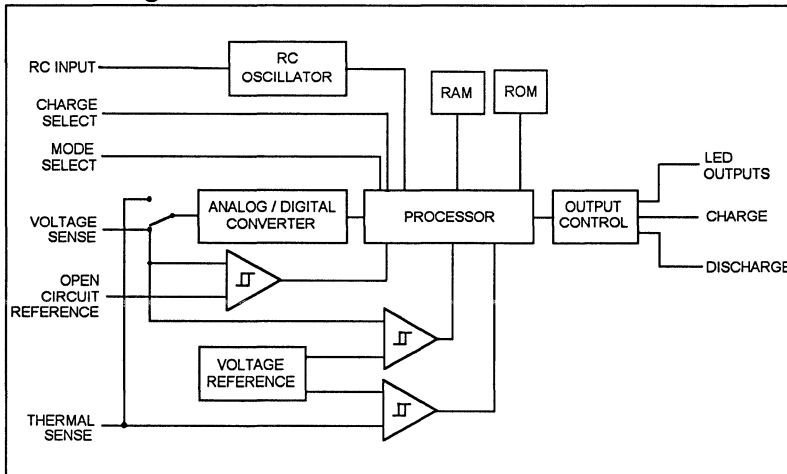 RC INPUT
RC
OSCILLATOR
CHARGE
SELECT
MODE
SELECT
RAM
ROM
VOLTAGE
SENSE
ANALOG / DIGITAL
CONVERTER
PROCESSOR
OUTPUT
CONTROL
LED
OUTPUTS
CHARGE
DISCHARGE
OPEN
CIRCUIT
REFERENCE
VOLTAGE
REFERENCE
THERMAL
SENSE